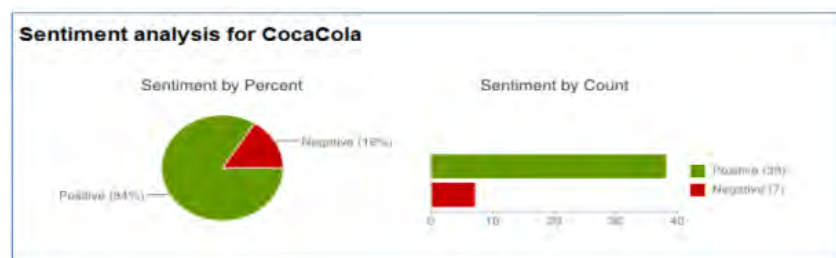 Sentiment analysis for CocaCola
Sentiment by Percent
Negative (16%)
Positive (84%)
Sentiment by Count
Positive (38)
Negative (7)
0 10 20 30 40